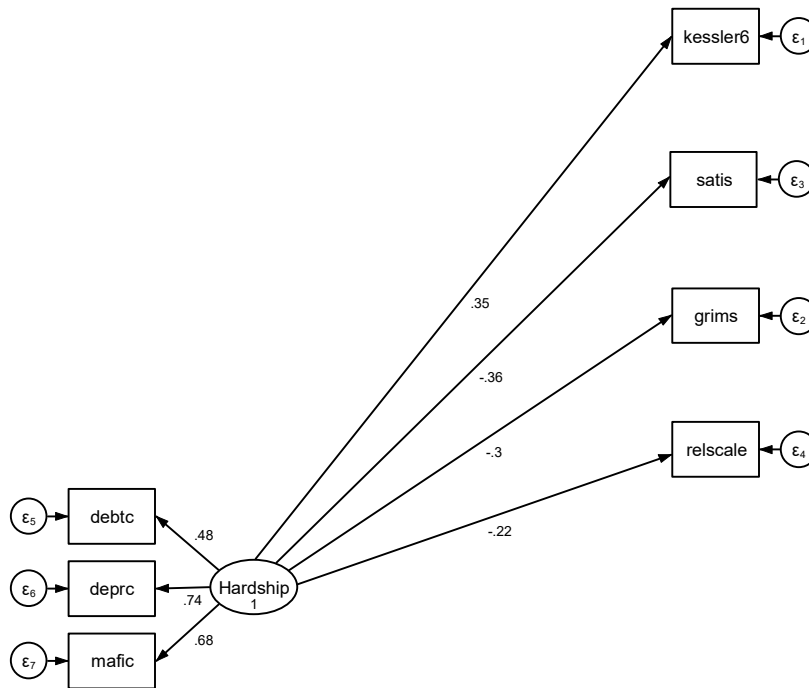 kessler6
ε1
satis
ε3
.35
grims
ε2
-.36
-.3
relscale
ε4
ε5
debtc
.48
-.22
ε6
deprc
.74
Hardship
1
.68
ε7
mafic